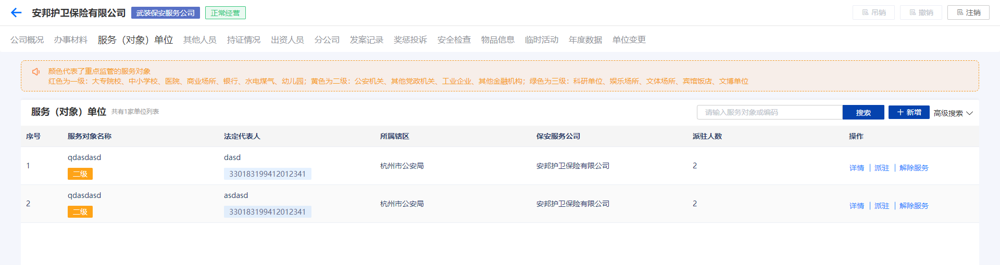 安邦护卫保险有限公司 武装保安服务公司 正常经营 吊销 撤销 注销
公司概况 办事材料 服务（对象）单位 其他人员 持证情况 出资人员 分公司 发案记录 奖惩投诉 安全检查 物品信息 临时活动 年度数据 单位变更
颜色代表了重点监管的服务对象
红色为一级：大专院校、中小学校、医院、商业场所、银行、水电煤气、幼儿园；黄色为二级：公安机关、其他党政机关、工业企业、其他金融机构；绿色为三级：科研单位、娱乐场所、文体场所、宾馆饭店、文博单位
服务（对象）单位 共有1家单位列表 请输入服务对象或编码 搜索 新增 高级搜索
序号 服务对象名称 法定代表人 所属辖区 保安服务公司 派驻人数 操作
qdasdasd dasd
1 杭州市公安局 安邦护卫保险有限公司 2 详情 派驻 解除服务
二级 330183199412012341
qdasdasd asdasd
2 杭州市公安局 安邦护卫保险有限公司 2 详情 派驻 解除服务
二级 330183199412012341